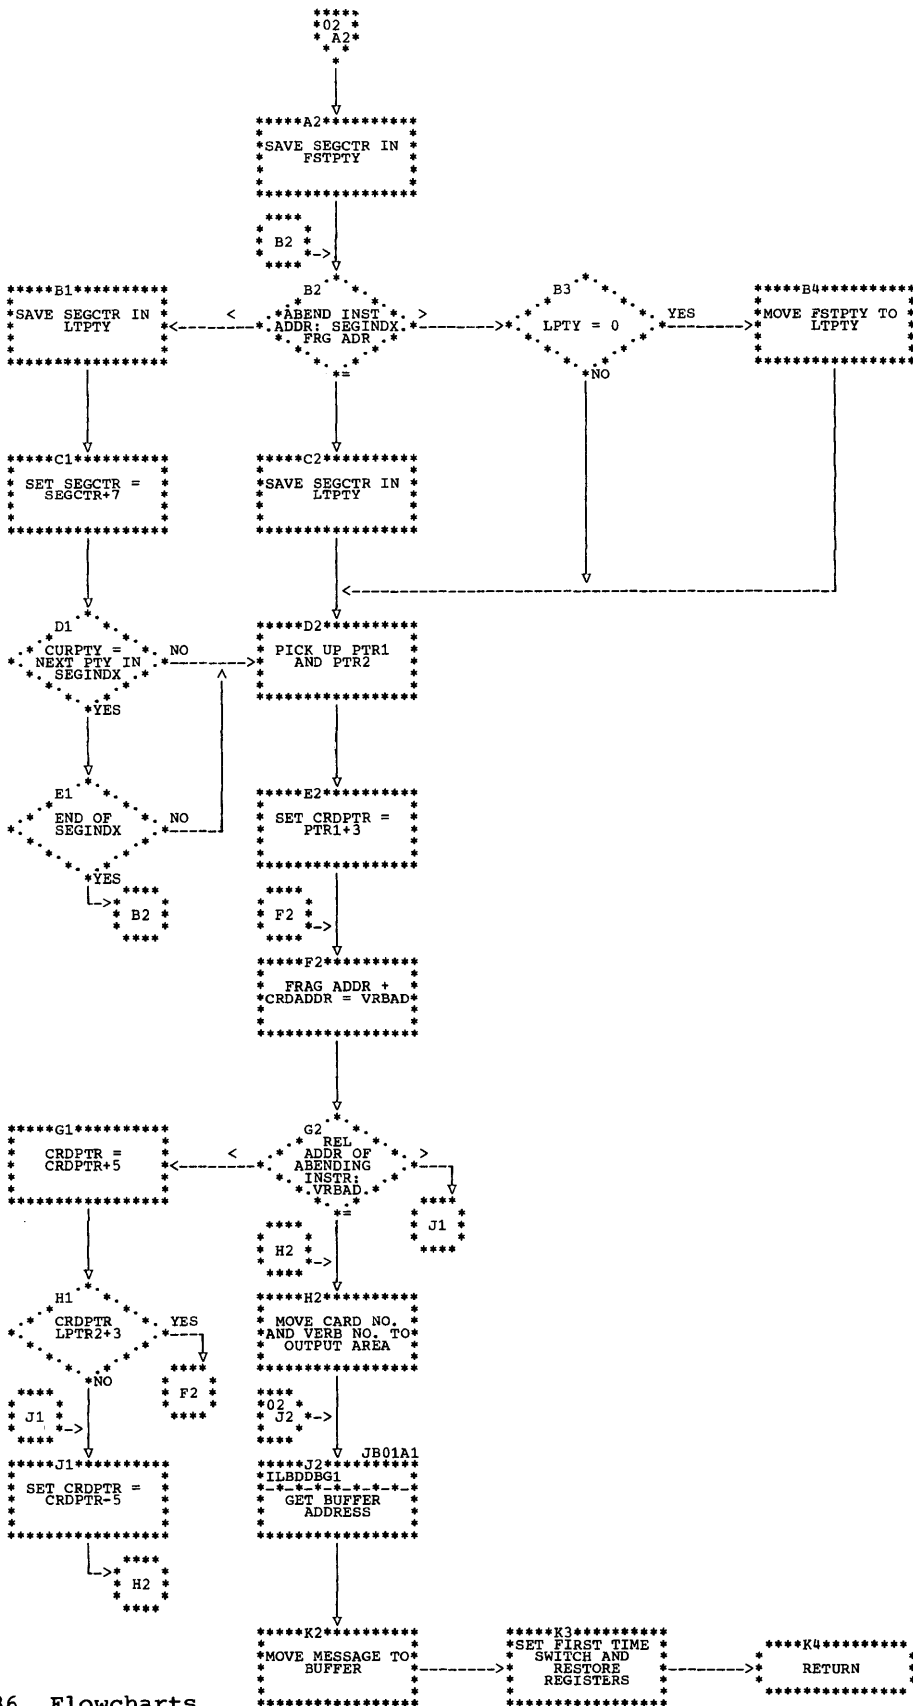 02
A2
A2
SAVE SEGCTR IN
FSTPTY
B2
B1
SAVE SEGCTR IN
LTPTY
<
B2
ABEND INST
ADDR: SEGINDX
FRG ADR
>
=
B3
LPTY = 0
YES
NO
B4
MOVE FSTPTY TO
LTPTY
C1
SET SEGCTR =
SEGCTR+7
C2
SAVE SEGCTR IN
LTPTY
D1
CURPTY =
NEXT PTY IN
SEGINDX
NO
YES
D2
PICK UP PTR1
AND PTR2
E1
END OF
SEGINDX
NO
YES
B2
E2
SET CRDPTR =
PTR1+3
F2
F2
FRAG ADDR +
CRDADDR = VRBAD
G1
CRDPTR =
CRDPTR+5
<
G2
REL
ADDR OF
ABENDING
INSTR:
VRBAD
>
=
J1
H2
H1
CRDPTR
LPTR2+3
YES
NO
F2
H2
MOVE CARD NO.
AND VERB NO. TO
OUTPUT AREA
J1
02
J2
J1
SET CRDPTR =
CRDPTR-5
H2
JB01A1
J2
ILBDDBG1
GET BUFFER
ADDRESS
K2
MOVE MESSAGE TO
BUFFER
K3
SET FIRST TIME
SWITCH AND
RESTORE
REGISTERS
K4
RETURN
Flowcharts